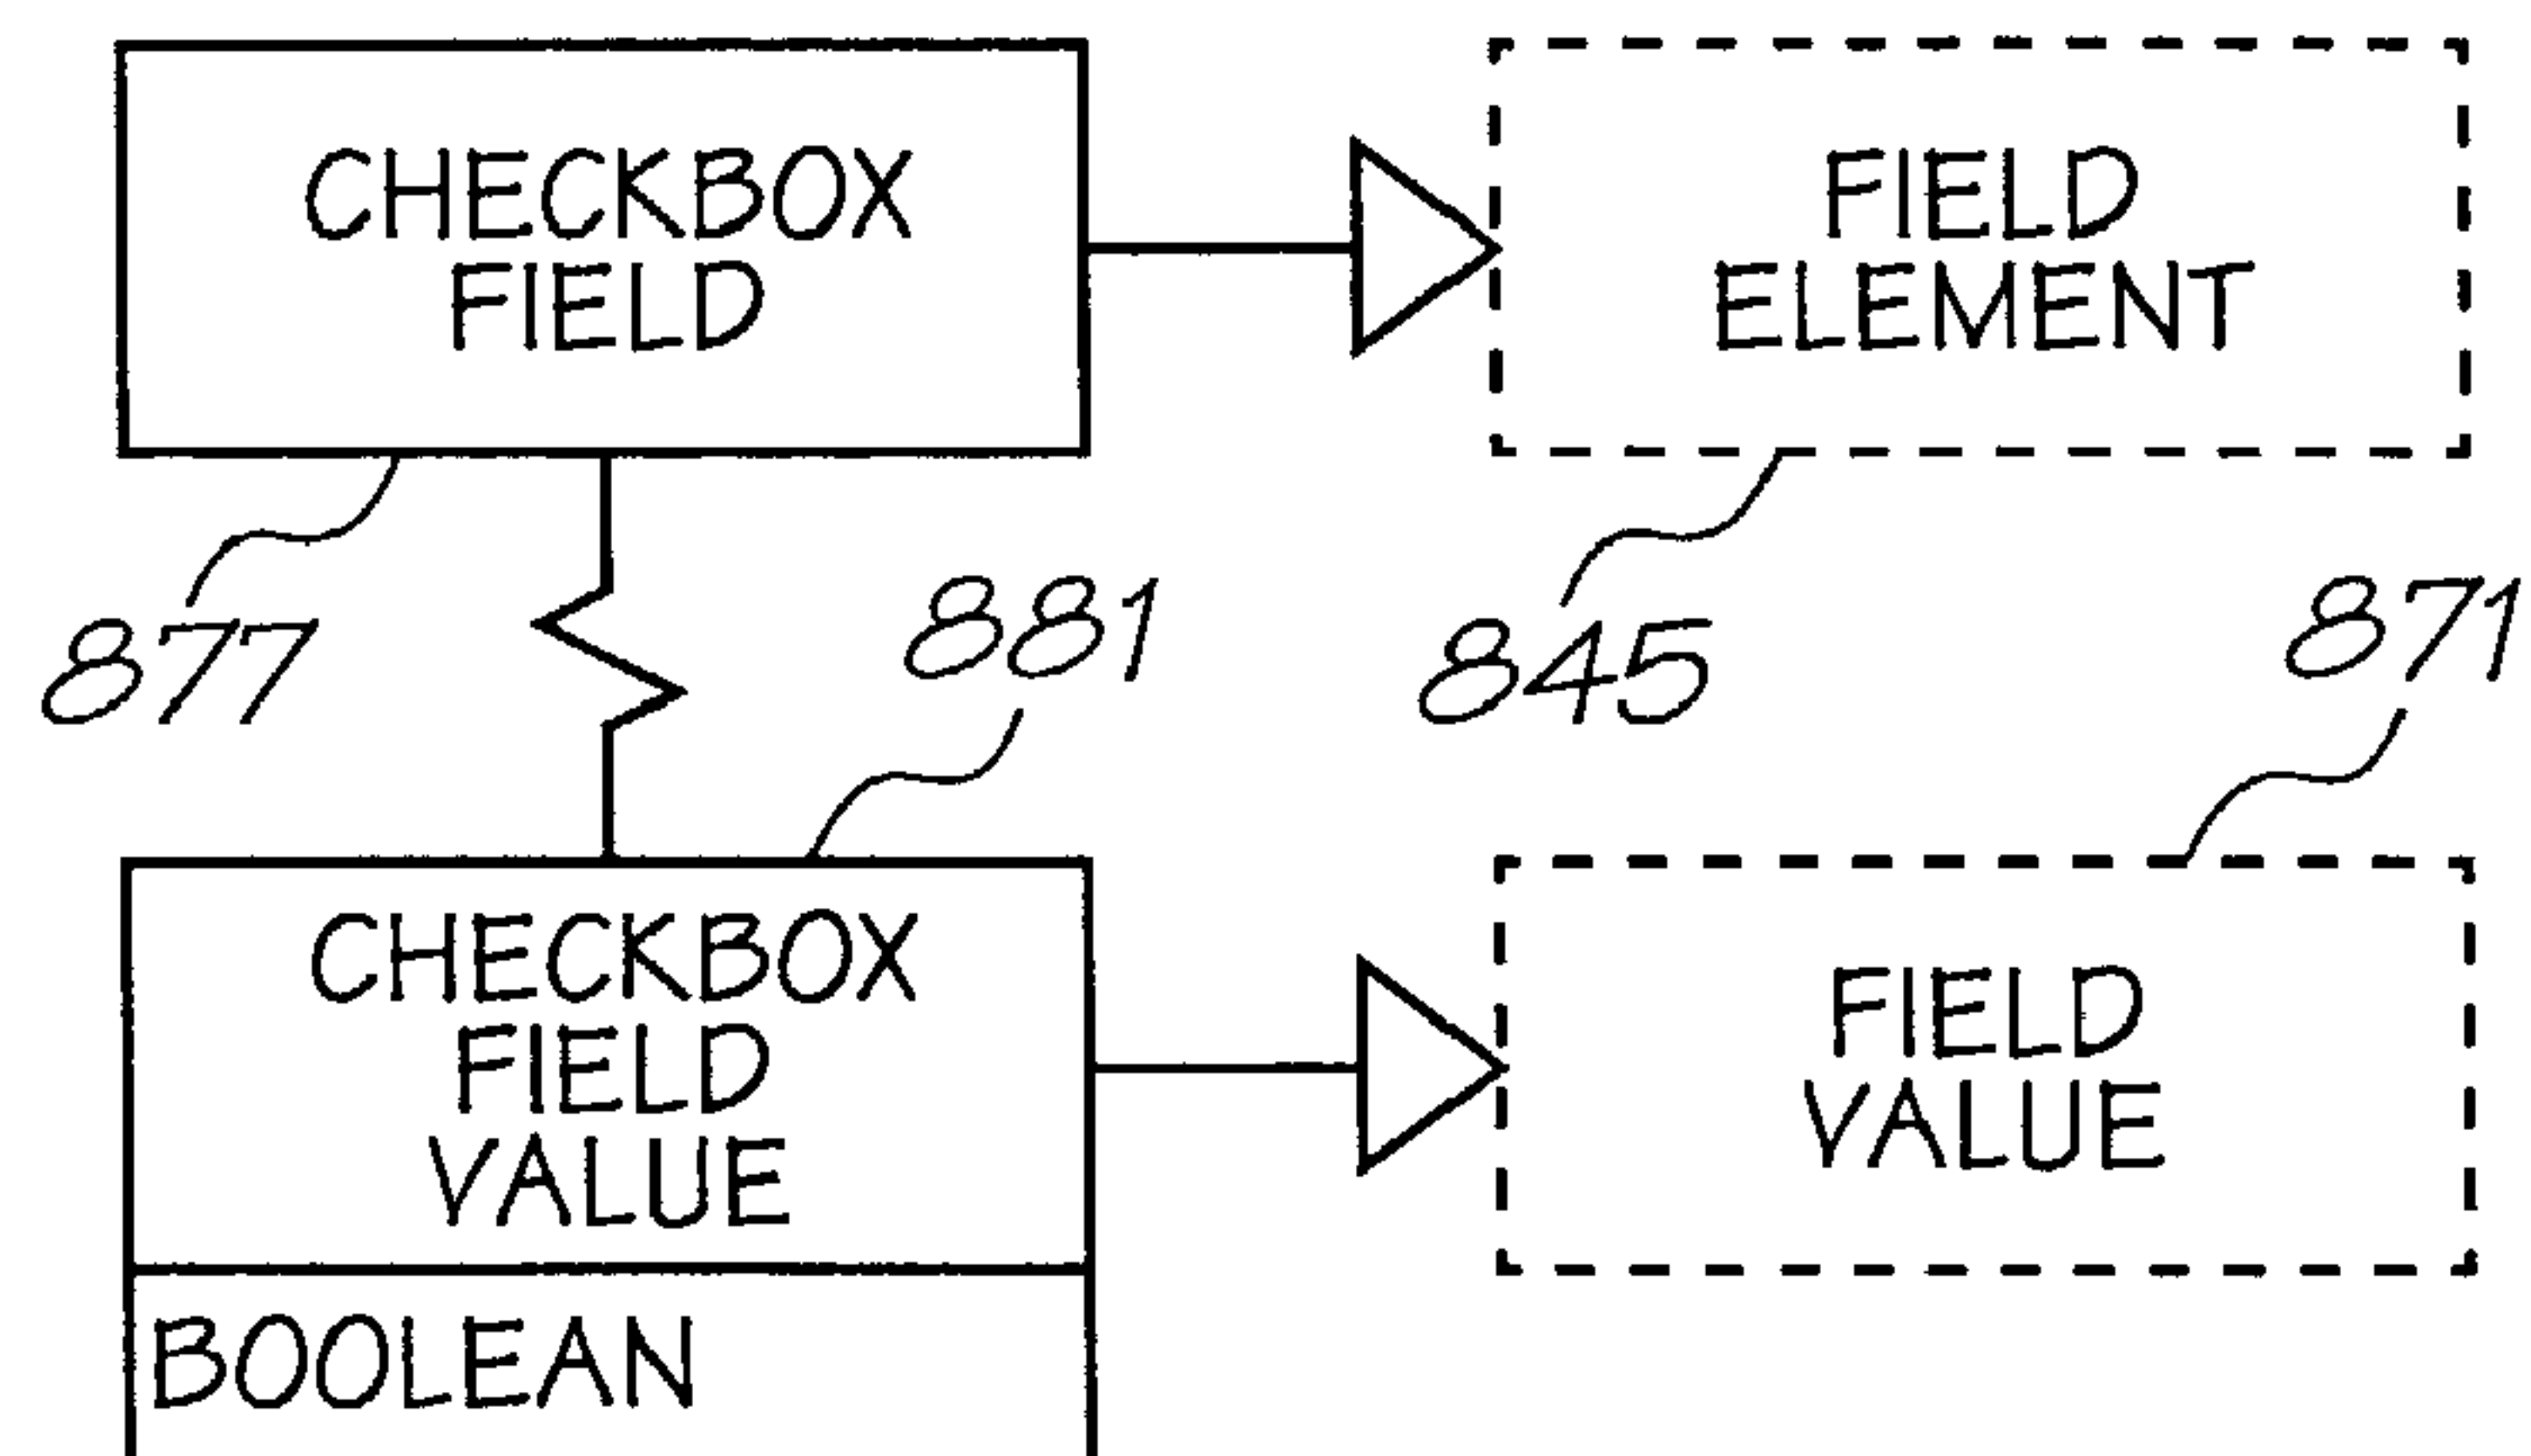 CHECKBOX
FIELD
FIELD
ELEMENT
877
881
845
871
CHECKBOX
FIELD
VALUE
FIELD
VALUE
BOOLEAN